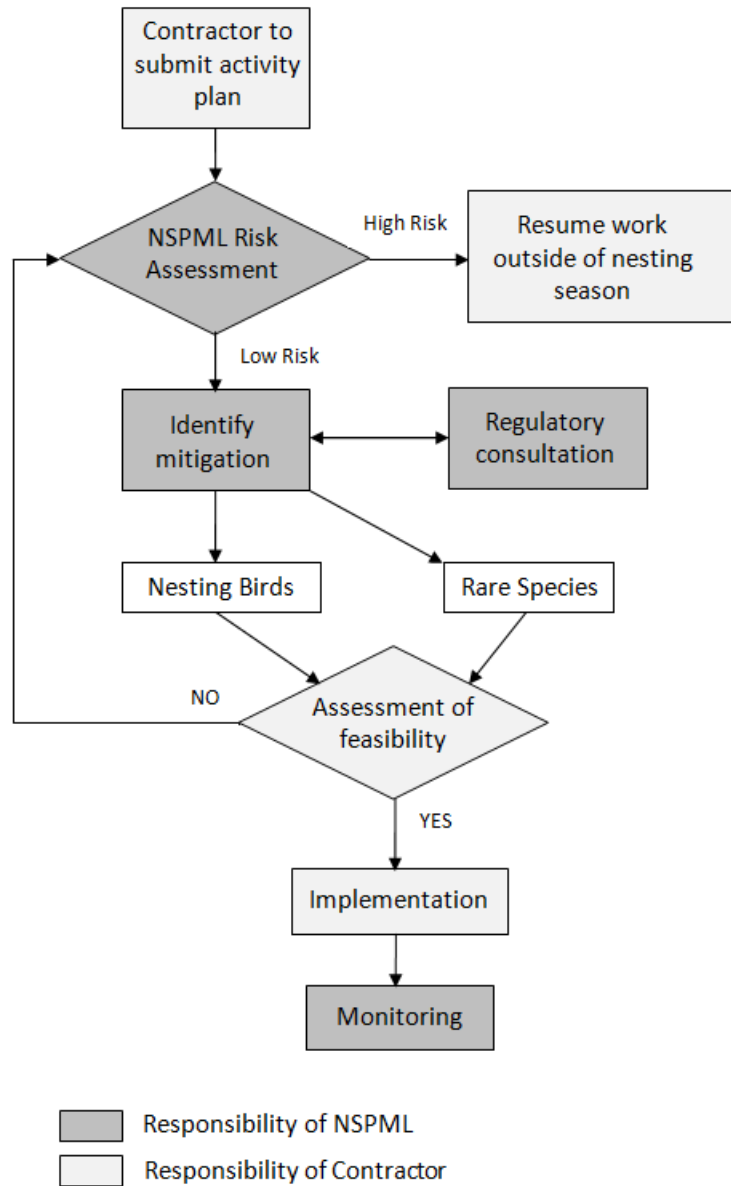 Contractor to
submit activity
plan
NSPML Risk
Assessment
High Risk
Resume work
outside of nesting
season
Low Risk
Identify
mitigation
Regulatory
consultation
Nesting Birds
Rare Species
NO
Assessment of
feasibility
YES
Implementation
Monitoring
Responsibility of NSPML
Responsibility of Contractor